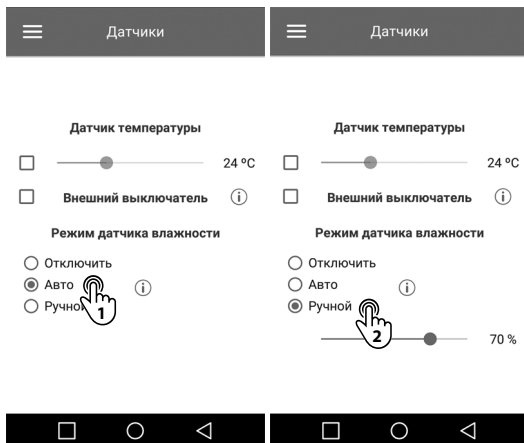 Датчики
Датчик температуры
24 ºC
Внешний выключатель
Режим датчика влажности
Отключить
Авто
1
Ручной
Датчики
Датчик температуры
24 ºC
Внешний выключатель
Режим датчика влажности
Отключить
Авто
Ручной
2
70 %